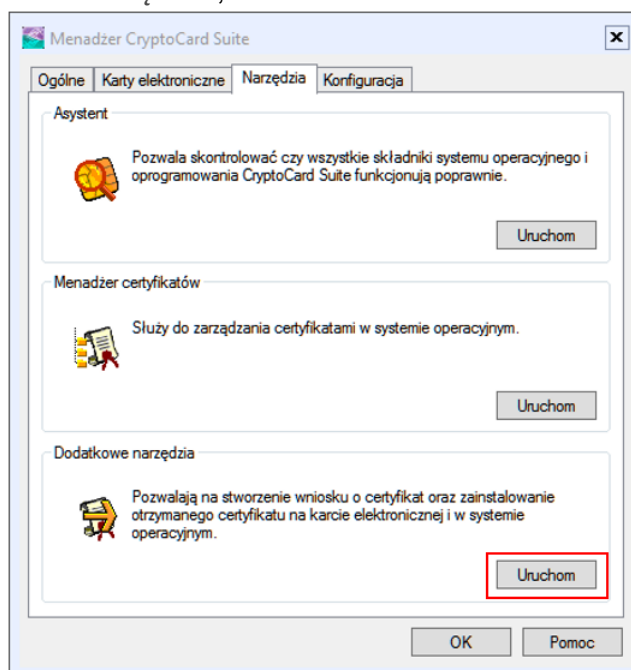 Menadżer CryptoCard Suite
Ogólne Karty elektroniczne Narzędzia Konfiguracja
Asystent
Pozwala skontrolować czy wszystkie składniki systemu operacyjnego i
oprogramowania CryptoCard Suite funkcjonują poprawnie.
Uruchom
Menadżer certyfikatów
Służy do zarządzania certyfikatami w systemie operacyjnym.
Uruchom
Dodatkowe narzędzia
Pozwalają na stworzenie wniosku o certyfikat oraz zainstalowanie
otrzymanego certyfikatu na karcie elektronicznej i w systemie
operacyjnym.
Uruchom
OK Pomoc